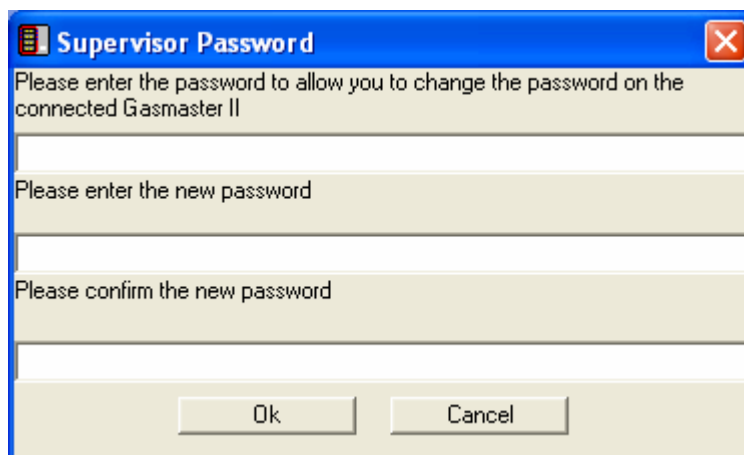 Supervisor Password
Please enter the password to allow you to change the password on the
connected Gasmaster II
Please enter the new password
Please confirm the new password
Ok Cancel